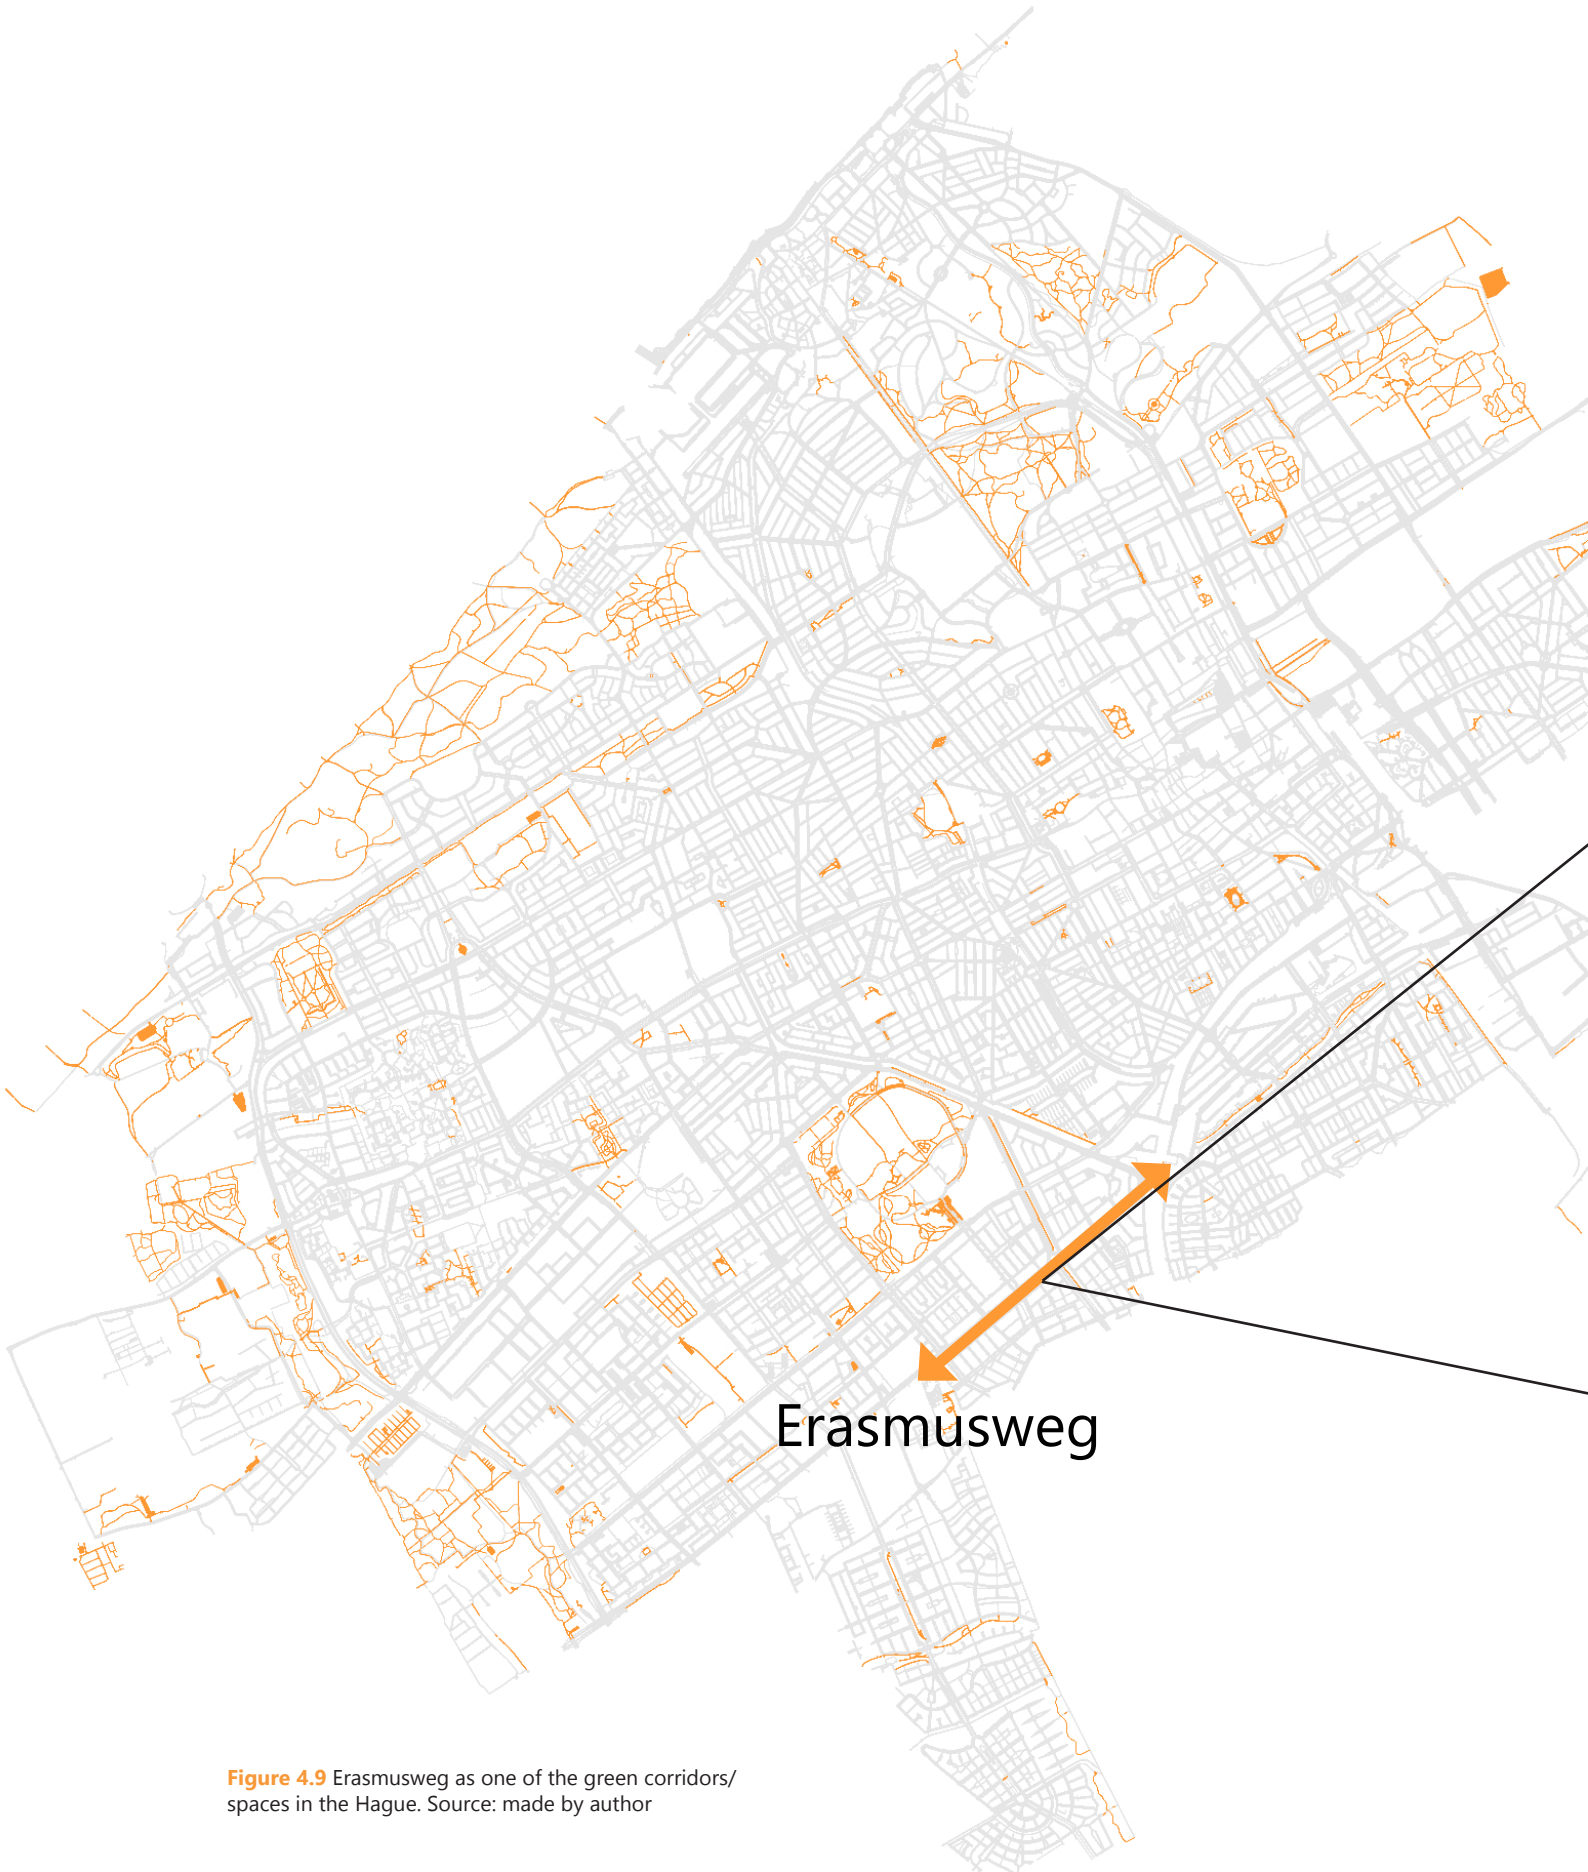 Erasmusweg
Figure 4.9 Erasmusweg as one of the green corridors/
spaces in the Hague. Source: made by author